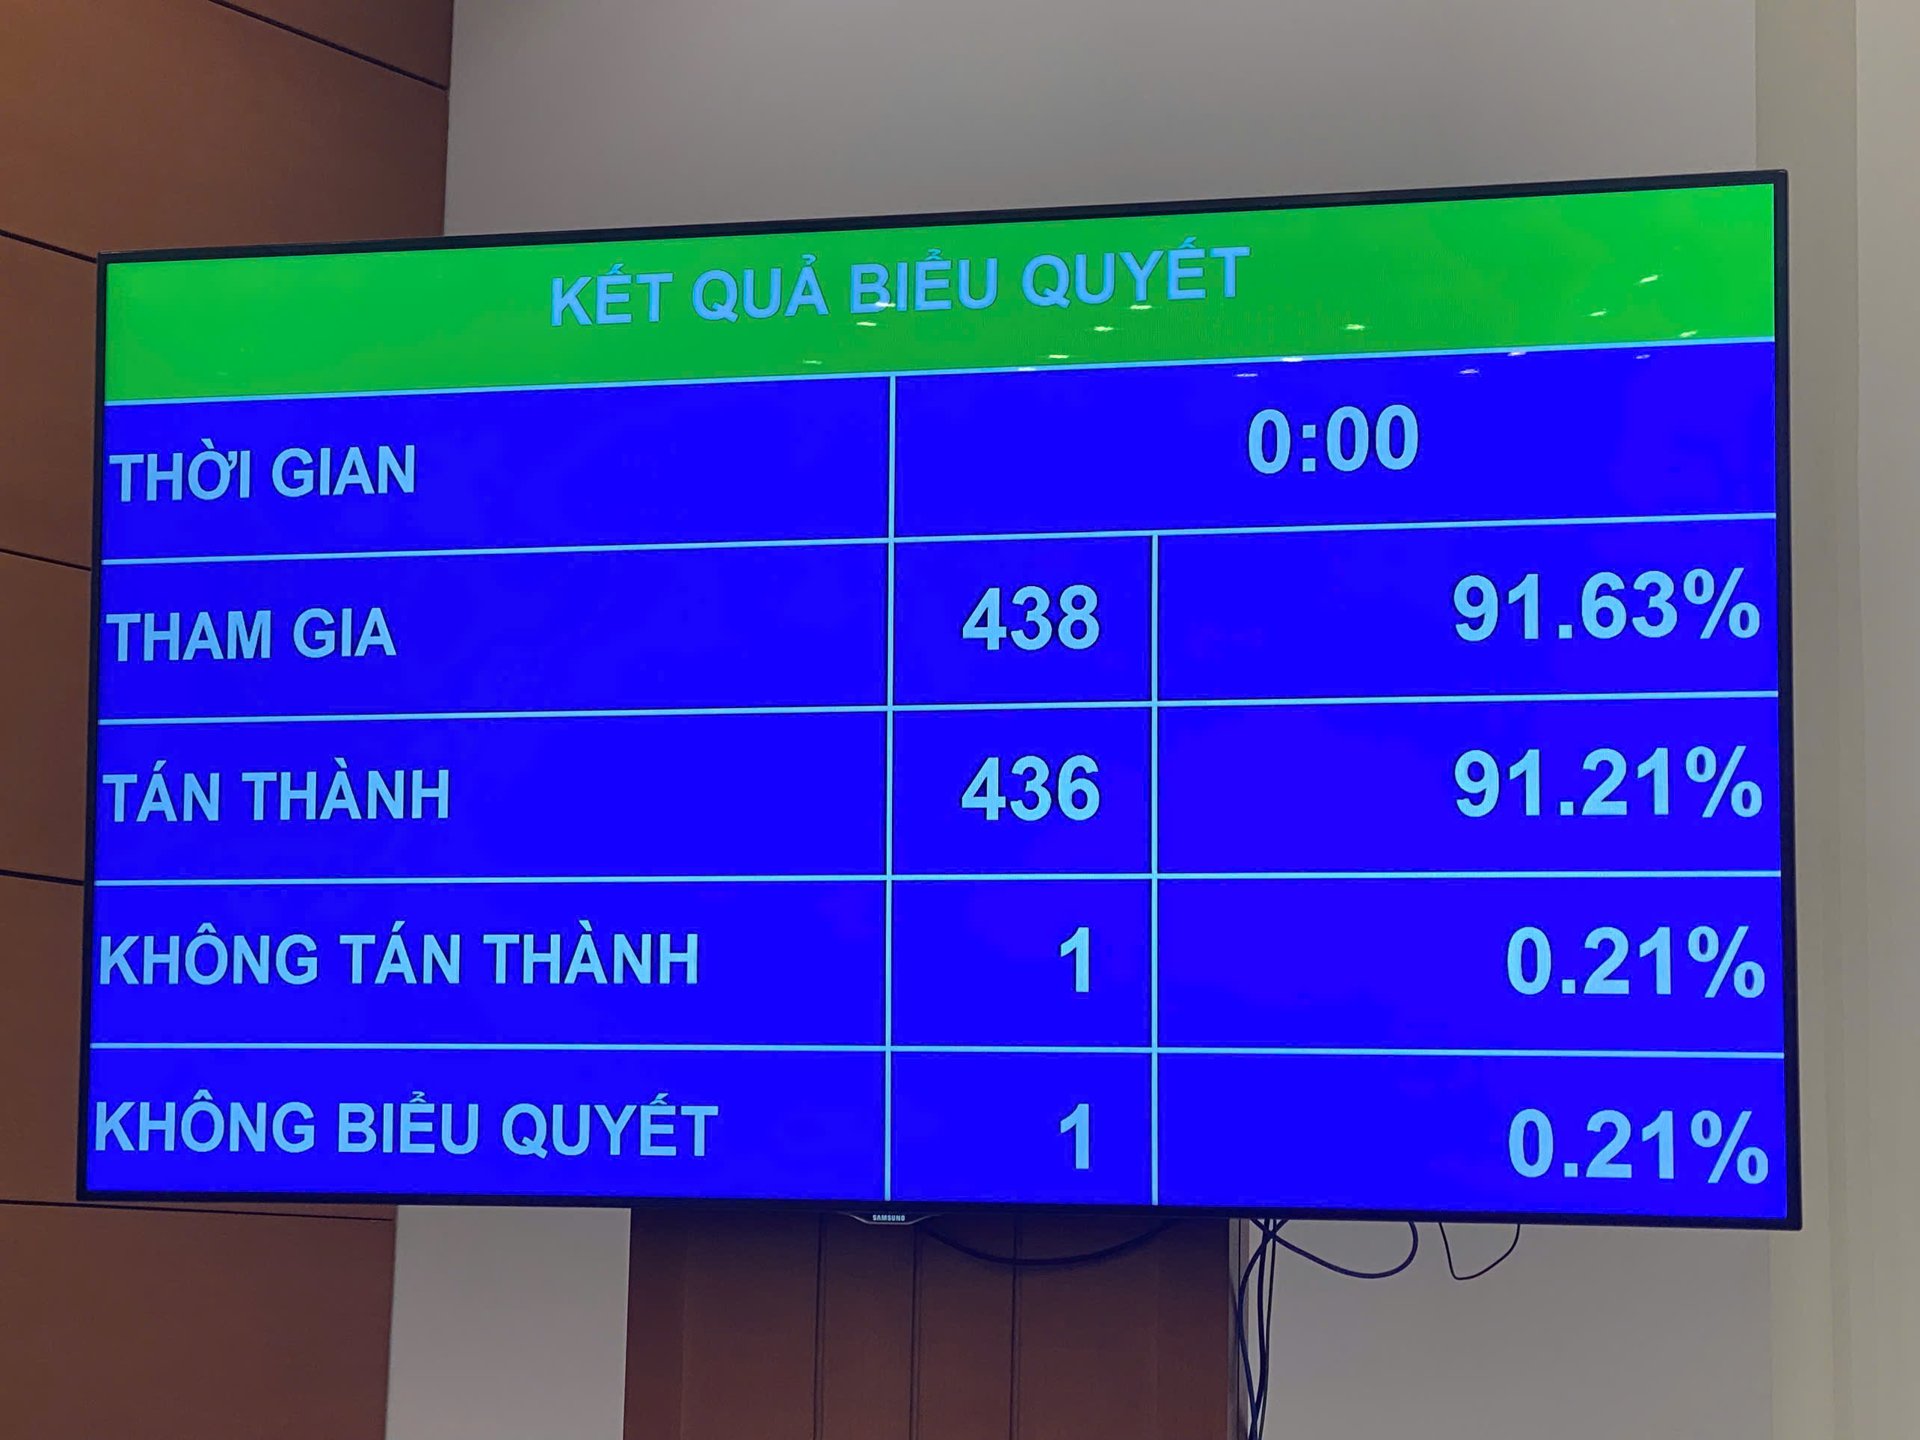 KẾT QUẢ BIỂU QUYẾT
THỜI GIAN 0:00
THAM GIA 438 91.63%
TÁN THÀNH 436 91.21%
KHÔNG TÁN THÀNH 1 0.21%
KHÔNG BIỂU QUYẾT 1 0.21%
SAMSUNG